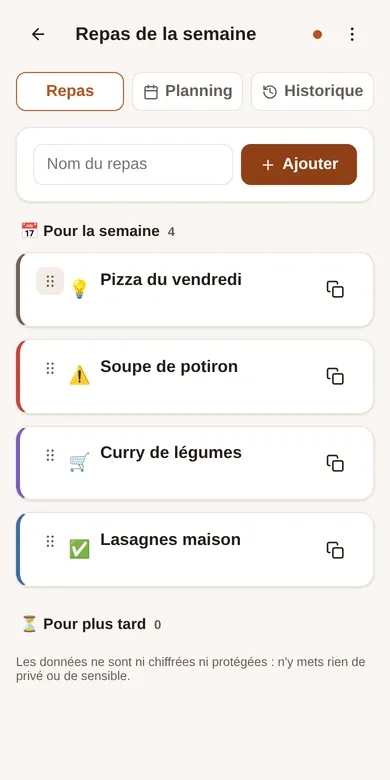 Repas de la semaine
Repas
Planning
Historique
Nom du repas
Ajouter
Pour la semaine 4
Pizza du vendredi
Soupe de potiron
Curry de légumes
Lasagnes maison
Pour plus tard 0
Les données ne sont ni chiffrées ni protégées : n'y mets rien de
privé ou de sensible.